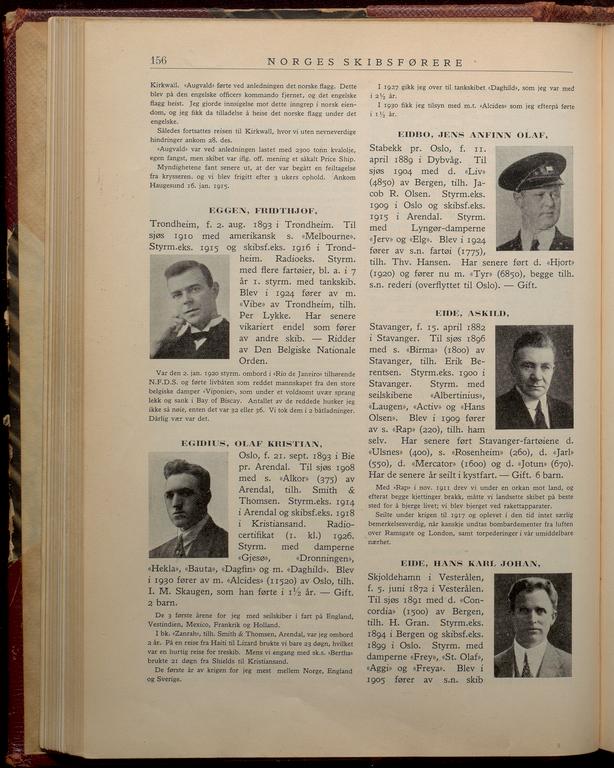 156
NORGES SKIBSFØRERE
Kirkwall. «Augvald» førte ved anledningen det norske flagg. Dette
blev på den engelske officers kommando fjernet, og det engelske
flagg heist. Jeg gjorde innsigelse mot dette inngrep i norsk eien-
dom, og jeg fikk da tilladelse å heise det norske flagg under det
engelske.
Således fortsattes reisen til Kirkwall, hvor vi uten nevneverdige
hindringer ankom 28. des.
«Augvald» var ved anledningen lastet med 2300 tonn kvalolje,
egen fangst, men skibet var iflg. off. mening et såkalt Price Ship.
Myndighetene fant senere ut, at der var begått en feiltagelse
fra krysseren, og vi blev frigitt efter 3 ukers ophold. Ankom
Haugesund 16. jan. 1915.
EGGEN, FRIDTHJOF,
Trondheim, f. 2. aug. 1893 i Trondheim. Til
sjøs 1910 med amerikansk s. «Melbourne».
Styrm.eks. 1915 og skibsf.eks. 1916 i Trond-
heim. Radioeks. Styrm.
med flere fartøier, bl. a. i 7
år 1. styrm. med tankskib.
Blev i 1924 fører av m.
«Vibe» av Trondheim, tilh.
Per Lykke. Har senere
vikariert endel som fører
av andre skib. — Ridder
av Den Belgiske Nationale
Orden.
Var den 2. jan. 1920 styrm. ombord i «Rio de Janeiro» tilhørende
N.F.D.S. og førte livbåten som reddet mannskapet fra den store
belgiske damper «Viponier», som under et voldsomt uvær sprang
lekk og sank i Bay of Biscay. Antallet av de reddede husker jeg
ikke så nøie, enten det var 32 eller 36. Vi tok dem i 2 båtladninger.
Dårlig vær var det.
EGIDIUS, OLAF KRISTIAN,
Oslo, f. 21. sept. 1893 i Bie
pr. Arendal. Til sjøs 1908
med s. «Alkor» (375) av
Arendal, tilh. Smith &
Thomsen. Styrm.eks. 1914
i Arendal og skibsf.eks. 1918
i Kristiansand. Radio-
certifikat (1. kl.) 1926.
Styrm. med damperne
«Gjesø», «Dronningen»,
«Hekla», «Bauta», «Dagfin» og m. «Daghild». Blev
i 1930 fører av m. «Alcides» (11520) av Oslo, tilh.
I. M. Skaugen, som han førte i 1½ år. — Gift.
2 barn.
De 3 første årene for jeg med seilskiber i fart på England,
Vestindien, Mexico, Frankrik og Holland.
I bk. «Zanrah», tilh. Smith & Thomsen, Arendal, var jeg ombord
2 år. På en reise fra Haiti til Lizard brukte vi bare 23 døgn, hvilket
var en hurtig reise for treskib. Mens vi engang med sk.s. «Bertha»
brukte 21 døgn fra Shields til Kristiansand.
De første år av krigen for jeg mest mellem Norge, England
og Sverige.
I 1927 gikk jeg over til tankskibet «Daghild», som jeg var med
i 2½ år.
I 1930 fikk jeg tilsyn med m.t. «Alcides» som jeg efterpå førte
i 1½ år.
EIDBO, JENS ANFINN OLAF,
Stabekk pr. Oslo, f. 11.
april 1889 i Dybvåg. Til
sjøs 1904 med d. «Liv»
(4850) av Bergen, tilh. Ja-
cob R. Olsen. Styrm.eks.
1909 i Oslo og skibsf.eks.
1915 i Arendal. Styrm.
med Lyngør-damperne
«Jerv» og «Elg». Blev i 1924
fører av s.n. fartøi (1775),
tilh. Thv. Hansen. Har senere ført d. «Hjort»
(1920) og fører nu m. «Tyr» (6850), begge tilh.
s.n. rederi (overflyttet til Oslo). — Gift.
EIDE, ASKILD,
Stavanger, f. 15. april 1882
i Stavanger. Til sjøs 1896
med s. «Birma» (1800) av
Stavanger, tilh. Erik Be-
rentsen. Styrm.eks. 1900 i
Stavanger. Styrm. med
seilskibene «Albertinius»,
«Laugen», «Activ» og «Hans
Olsen». Blev i 1909 fører
av s. «Rap» (220), tilh. ham
selv. Har senere ført Stavanger-fartøiene d.
«Ulsnes» (400), s. «Rosenheim» (260), d. «Jarl»
(550), d. «Mercator» (1600) og d. «Jotun» (670).
Har de senere år seilt i kystfart. — Gift. 6 barn.
Med «Rap» i nov. 1911 drev vi under en orkan mot land, og
efterat begge kjettinger brakk, måtte vi landsette skibet på beste
sted for å bjerge livet; vi blev bjerget ved rakettapparater.
Seilte under krigen til 1917 og oplevet i den tid intet særlig
bemerkelsesverdig, når kanskje undtas bombardementer fra luften
over Ramsgate og London, samt torpederinger i vår umiddelbare
nærhet.
EIDE, HANS KARL JOHAN,
Skjoldehamn i Vesterålen,
f. 5. juni 1872 i Vesterålen.
Til sjøs 1891 med d. «Con-
cordia» (1500) av Bergen,
tilh. H. Gran. Styrm.eks.
1894 i Bergen og skibsf.eks.
1899 i Oslo. Styrm. med
damperne «Frey», «St. Olaf»,
«Aggi» og «Freya». Blev i
1905 fører av s.n. skib